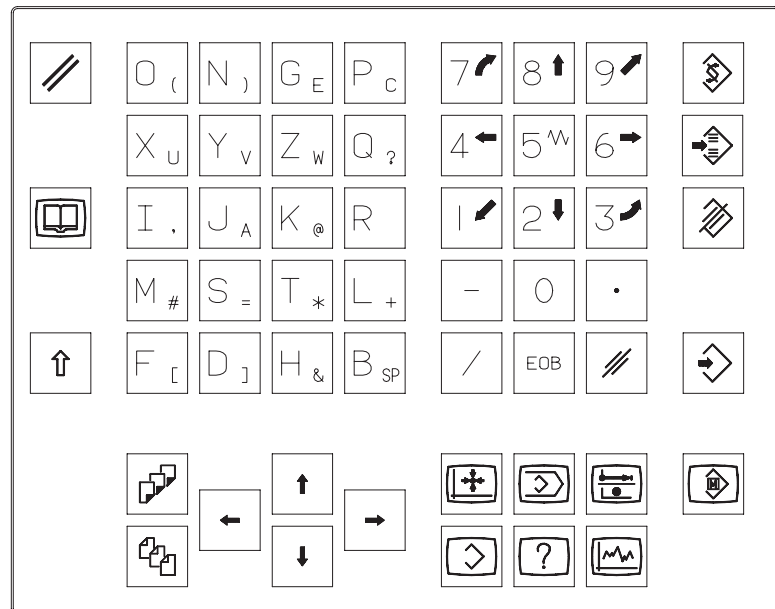 O ( N ) G E P C 7 8 9
X U Y V Z W Q ? 4 5 6
I , J A K @ R 1 2 3
M # S = T * L + - 0 .
F [ D ] H & B SP / EOB
M
?